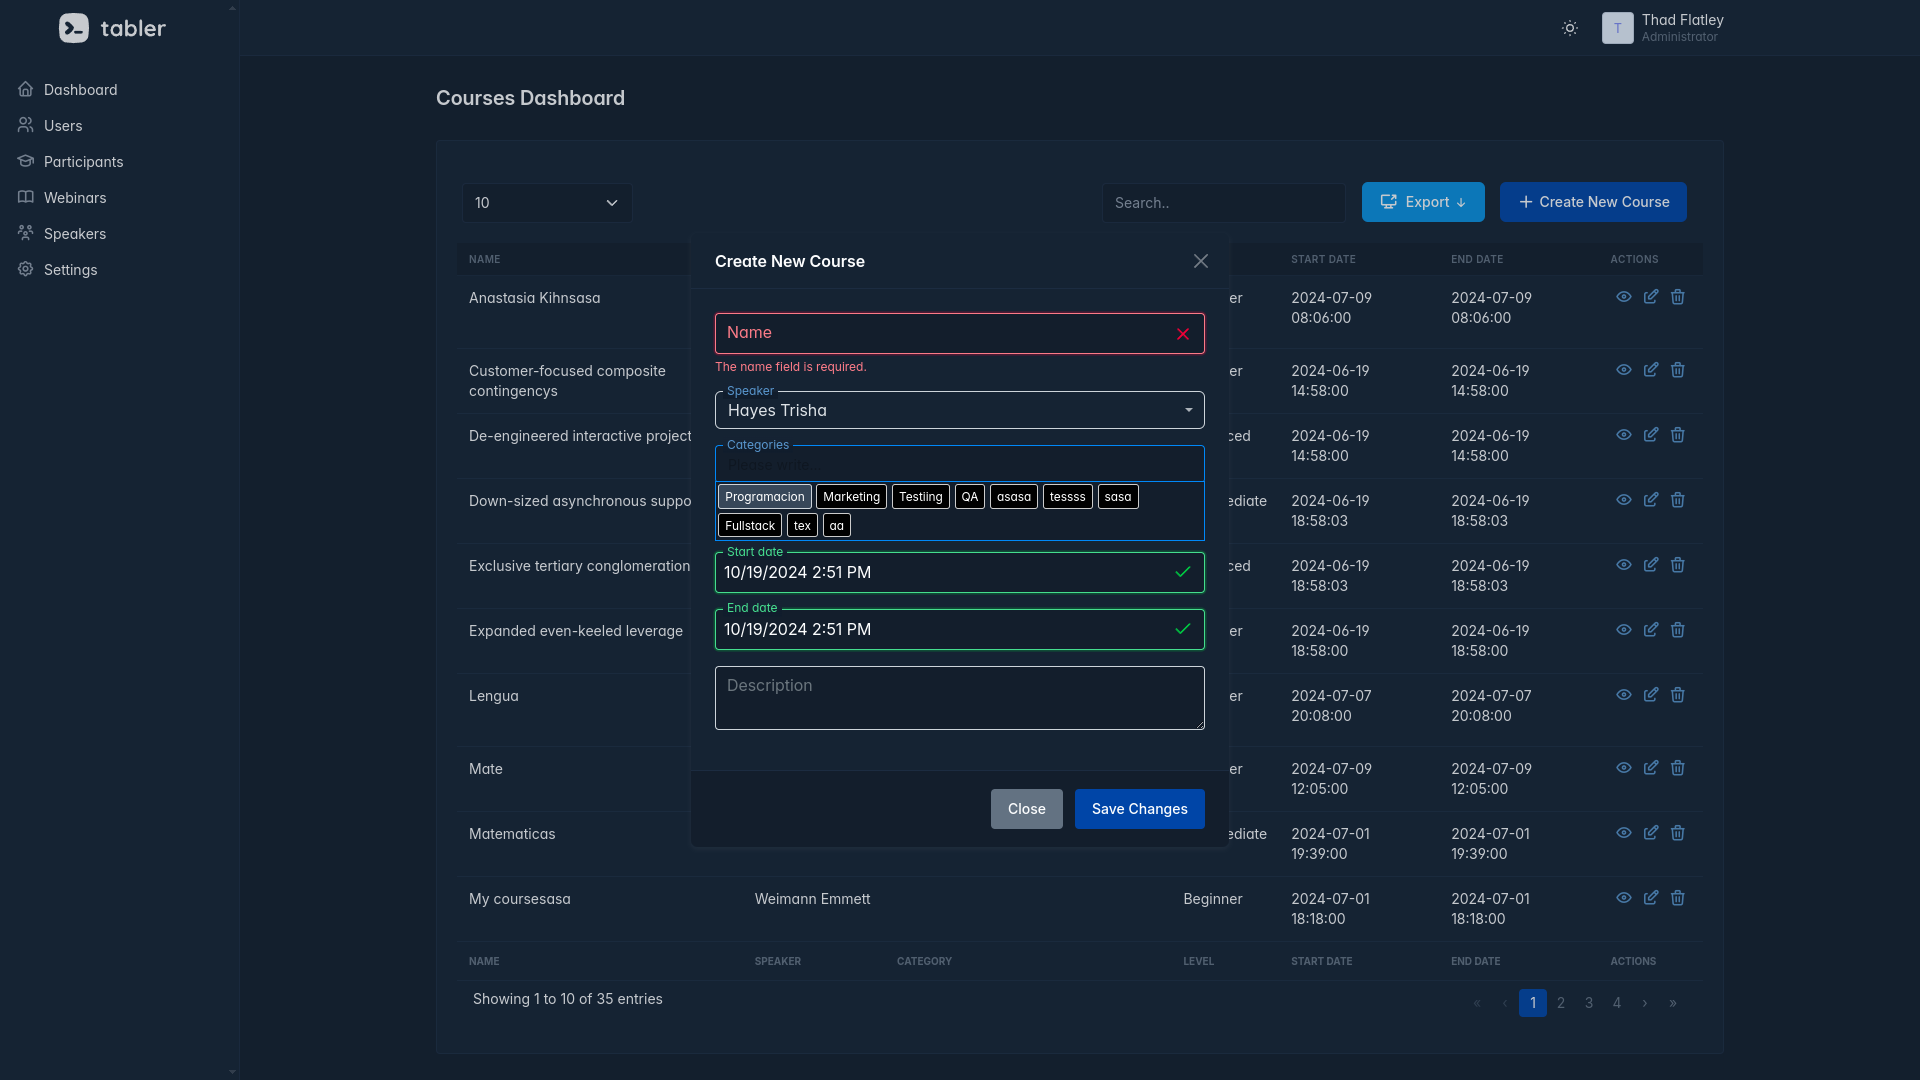 tabler
Thad Flatley
Administrator
T
Dashboard
Users
Participants
Webinars
Speakers
Settings
Courses Dashboard
10
Search..
Export ↓
Create New Course
NAME
START DATE
END DATE
ACTIONS
Create New Course
Name
The name field is required.
Speaker
Hayes Trisha
Categories
Please write..
Programacion
Marketing
Testiing
QA
asasa
tessss
sasa
Fullstack
tex
aa
Start date
10/19/2024 2:51 PM
End date
10/19/2024 2:51 PM
Description
Close
Save Changes
Anastasia Kihnsasa er 2024-07-09 2024-07-09
08:06:00 08:06:00
Customer-focused composite er 2024-06-19 2024-06-19
contingencys 14:58:00 14:58:00
De-engineered interactive project ced 2024-06-19 2024-06-19
14:58:00 14:58:00
Down-sized asynchronous suppo ediate 2024-06-19 2024-06-19
18:58:03 18:58:03
Exclusive tertiary conglomeration ced 2024-06-19 2024-06-19
18:58:03 18:58:03
Expanded even-keeled leverage er 2024-06-19 2024-06-19
18:58:00 18:58:00
Lengua er 2024-07-07 2024-07-07
20:08:00 20:08:00
Mate er 2024-07-09 2024-07-09
12:05:00 12:05:00
Matematicas ediate 2024-07-01 2024-07-01
19:39:00 19:39:00
My coursesasa Weimann Emmett Beginner 2024-07-01 2024-07-01
18:18:00 18:18:00
NAME SPEAKER CATEGORY LEVEL START DATE END DATE ACTIONS
Showing 1 to 10 of 35 entries
« ‹ 1 2 3 4 › »